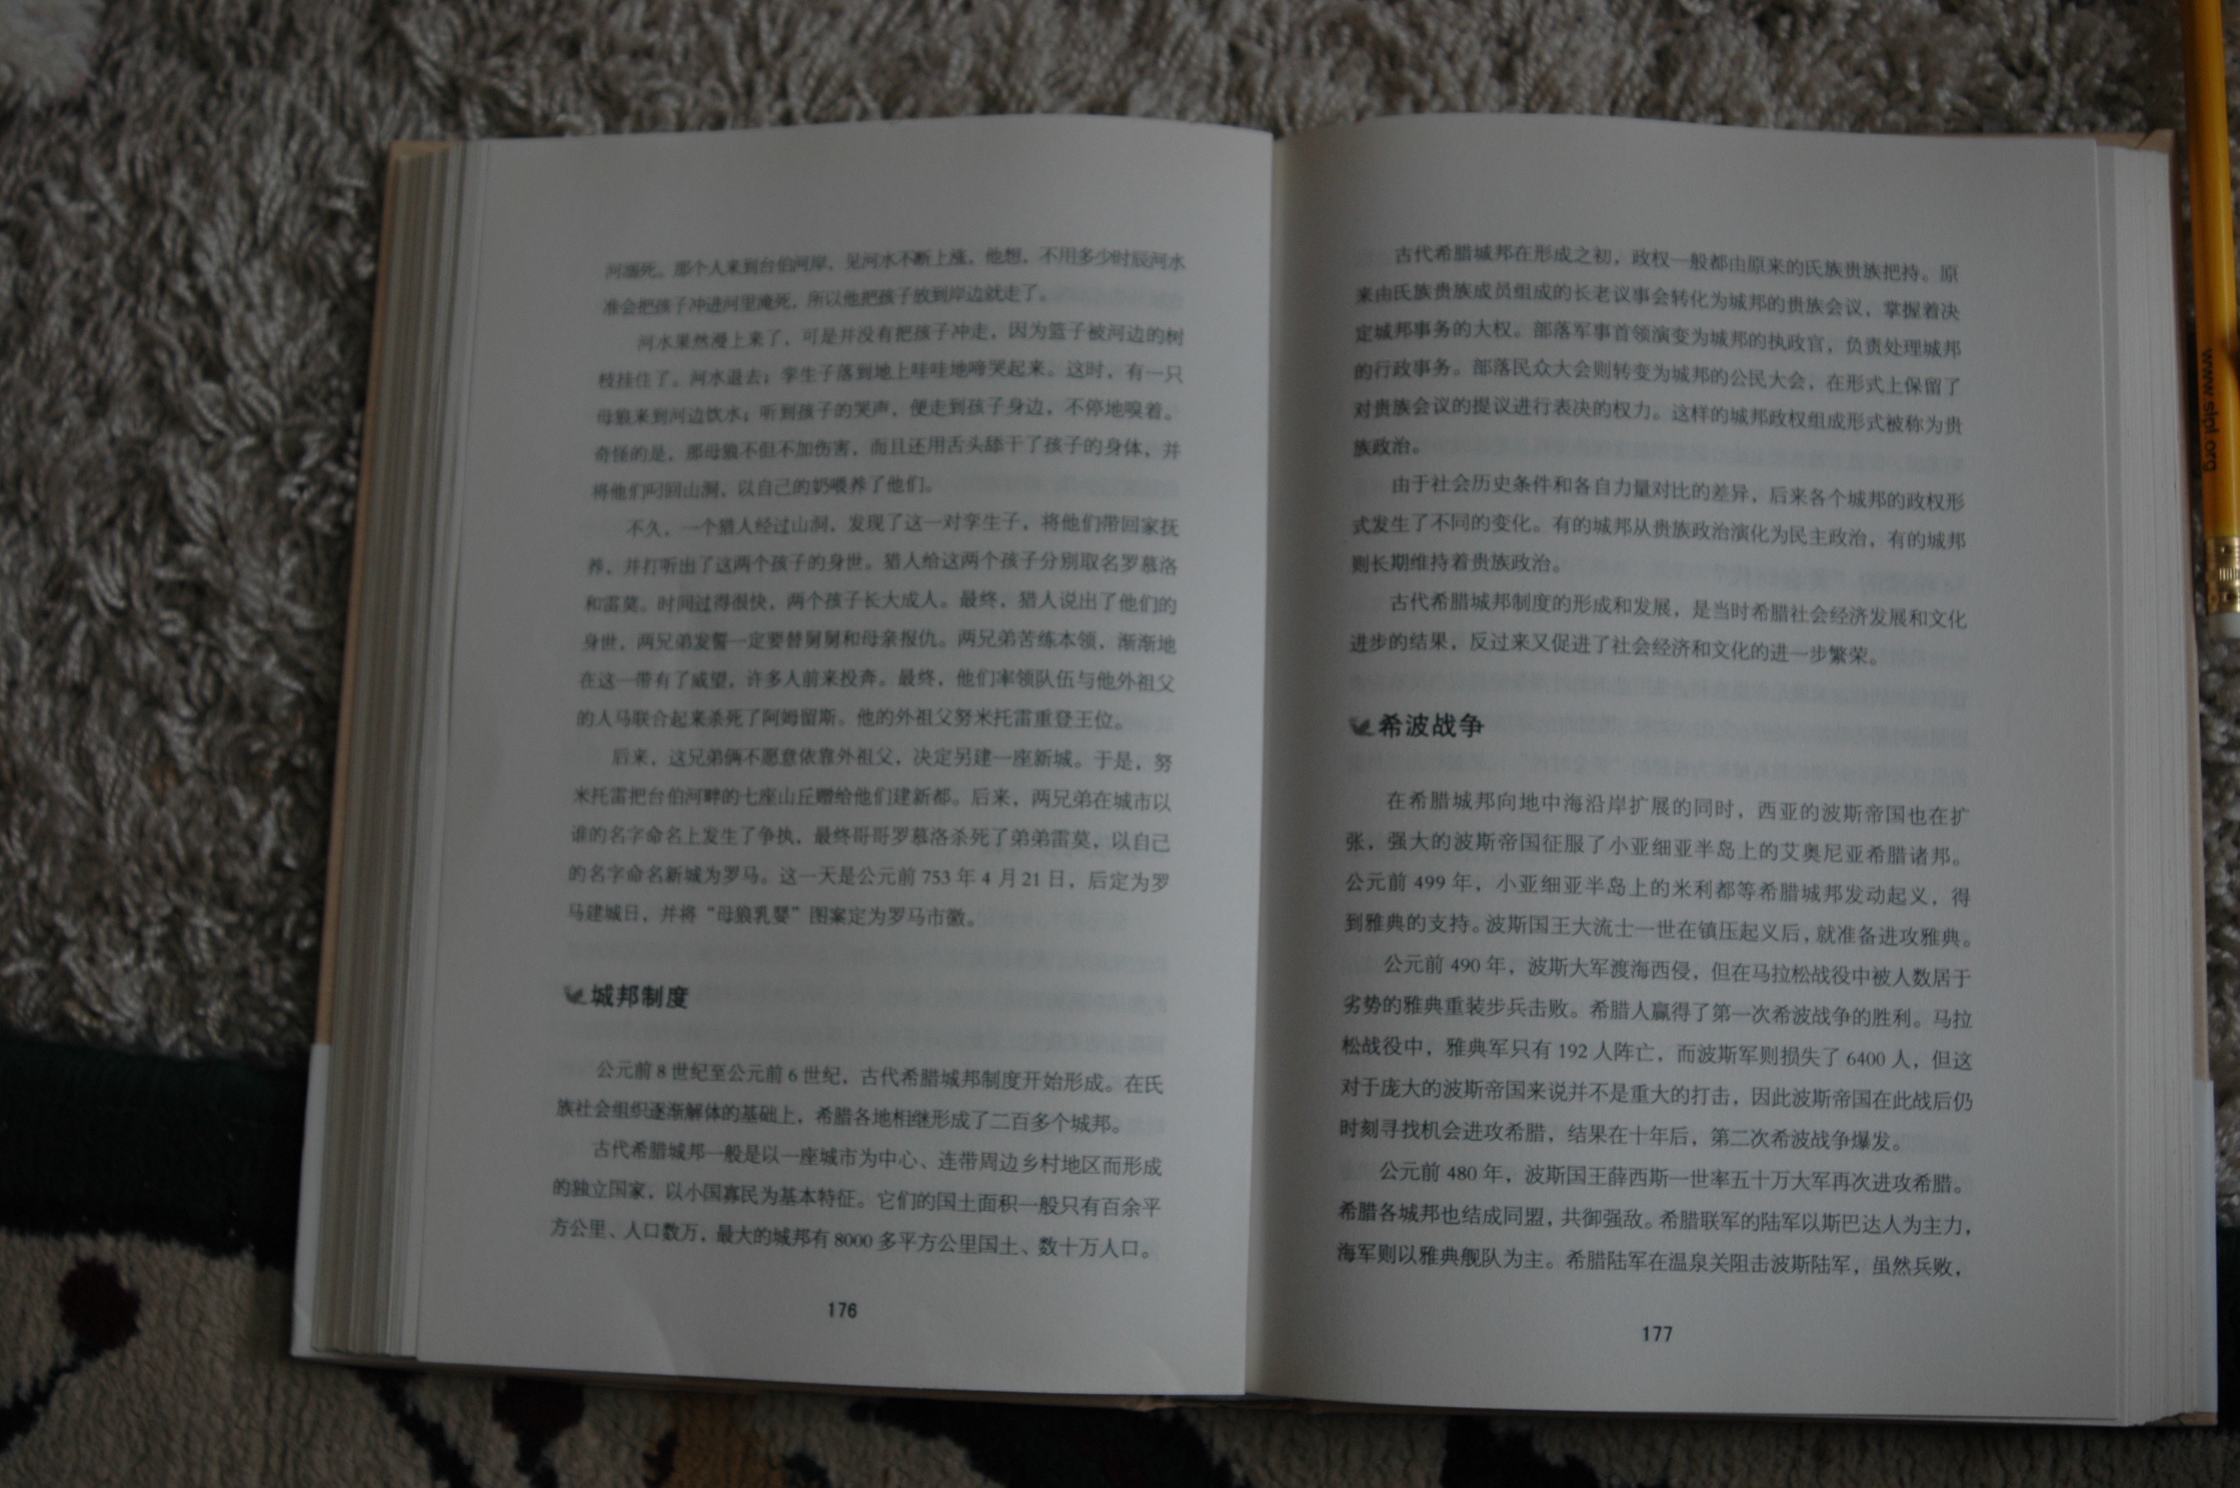 www.slpl.org
河溺死。那个人来到台伯河岸，见河水不断上涨，他想，不用多少时辰河水
准会把孩子冲进河里淹死，所以他把孩子放到岸边就走了。
河水果然漫上来了，可是并没有把孩子冲走，因为篮子被河边的树
枝挂住了。河水退去；孪生子落到地上哇哇地啼哭起来。这时，有一只
母狼来到河边饮水；听到孩子的哭声，便走到孩子身边，不停地嗅着。
奇怪的是，那母狼不但不加伤害，而且还用舌头舔干了孩子的身体，并
将他们叼回山洞，以自己的奶喂养了他们。
不久，一个猎人经过山洞，发现了这一对孪生子，将他们带回家抚
养，并打听出了这两个孩子的身世。猎人给这两个孩子分别取名罗慕洛
和雷莫。时间过得很快，两个孩子长大成人。最终，猎人说出了他们的
身世，两兄弟发誓一定要替舅舅和母亲报仇。两兄弟苦练本领，渐渐地
在这一带有了威望，许多人前来投奔。最终，他们率领队伍与他外祖父
的人马联合起来杀死了阿姆留斯。他的外祖父努米托雷重登王位。
后来，这兄弟俩不愿意依靠外祖父，决定另建一座新城。于是，努
米托雷把台伯河畔的七座山丘赠给他们建新都。后来，两兄弟在城市以
谁的名字命名上发生了争执，最终哥哥罗慕洛杀死了弟弟雷莫，以自己
的名字命名新城为罗马。这一天是公元前 753 年 4 月 21 日，后定为罗
马建城日，并将“母狼乳婴”图案定为罗马市徽。
城邦制度
公元前 8 世纪至公元前 6 世纪，古代希腊城邦制度开始形成。在氏
族社会组织逐渐解体的基础上，希腊各地相继形成了二百多个城邦。
古代希腊城邦一般是以一座城市为中心、连带周边乡村地区而形成
的独立国家，以小国寡民为基本特征。它们的国土面积一般只有百余平
方公里、人口数万，最大的城邦有 8000 多平方公里国土、数十万人口。
176
古代希腊城邦在形成之初，政权一般都由原来的氏族贵族把持。原
来由氏族贵族成员组成的长老议事会转化为城邦的贵族会议，掌握着决
定城邦事务的大权。部落军事首领演变为城邦的执政官，负责处理城邦
的行政事务。部落民众大会则转变为城邦的公民大会，在形式上保留了
对贵族会议的提议进行表决的权力。这样的城邦政权组成形式被称为贵
族政治。
由于社会历史条件和各自力量对比的差异，后来各个城邦的政权形
式发生了不同的变化。有的城邦从贵族政治演化为民主政治，有的城邦
则长期维持着贵族政治。
古代希腊城邦制度的形成和发展，是当时希腊社会经济发展和文化
进步的结果，反过来又促进了社会经济和文化的进一步繁荣。
希波战争
在希腊城邦向地中海沿岸扩展的同时，西亚的波斯帝国也在扩
张，强大的波斯帝国征服了小亚细亚半岛上的艾奥尼亚希腊诸邦。
公元前 499 年，小亚细亚半岛上的米利都等希腊城邦发动起义，得
到雅典的支持。波斯国王大流士一世在镇压起义后，就准备进攻雅典。
公元前 490 年，波斯大军渡海西侵，但在马拉松战役中被人数居于
劣势的雅典重装步兵击败。希腊人赢得了第一次希波战争的胜利。马拉
松战役中，雅典军只有 192 人阵亡，而波斯军则损失了 6400 人，但这
对于庞大的波斯帝国来说并不是重大的打击，因此波斯帝国在此战后仍
时刻寻找机会进攻希腊，结果在十年后，第二次希波战争爆发。
公元前 480 年，波斯国王薛西斯一世率五十万大军再次进攻希腊。
希腊各城邦也结成同盟，共御强敌。希腊联军的陆军以斯巴达人为主力，
海军则以雅典舰队为主。希腊陆军在温泉关阻击波斯陆军，虽然兵败，
177